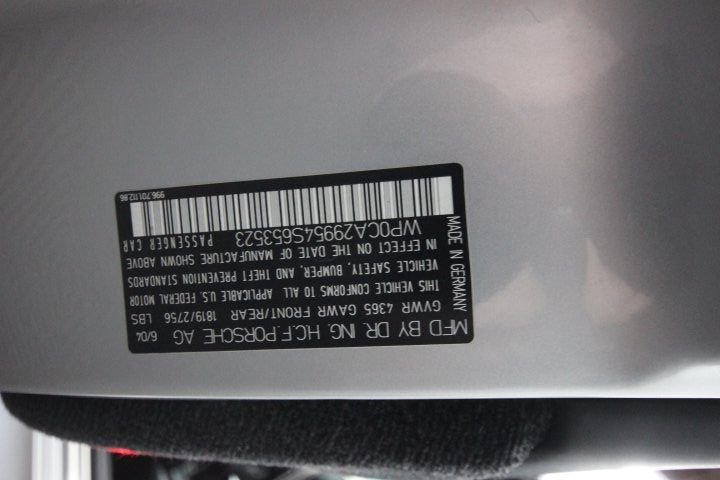 MFD BY DR ING. HC.F.PORSCHE AG 6/04
GVWR 4365 GAWR FRONT/REAR 1819/2756 LBS
THIS VEHICLE CONFORMS TO ALL APPLICABLE U.S. FEDERAL MOTOR
VEHICLE SAFETY, BUMPER, AND THEFT PREVENTION STANDARDS
IN EFFECT ON THE DATE OF MANUFACTURE SHOWN ABOVE
WP0CA29954S653523 PASSENGER CAR
MADE IN GERMANY
996.701.112.86